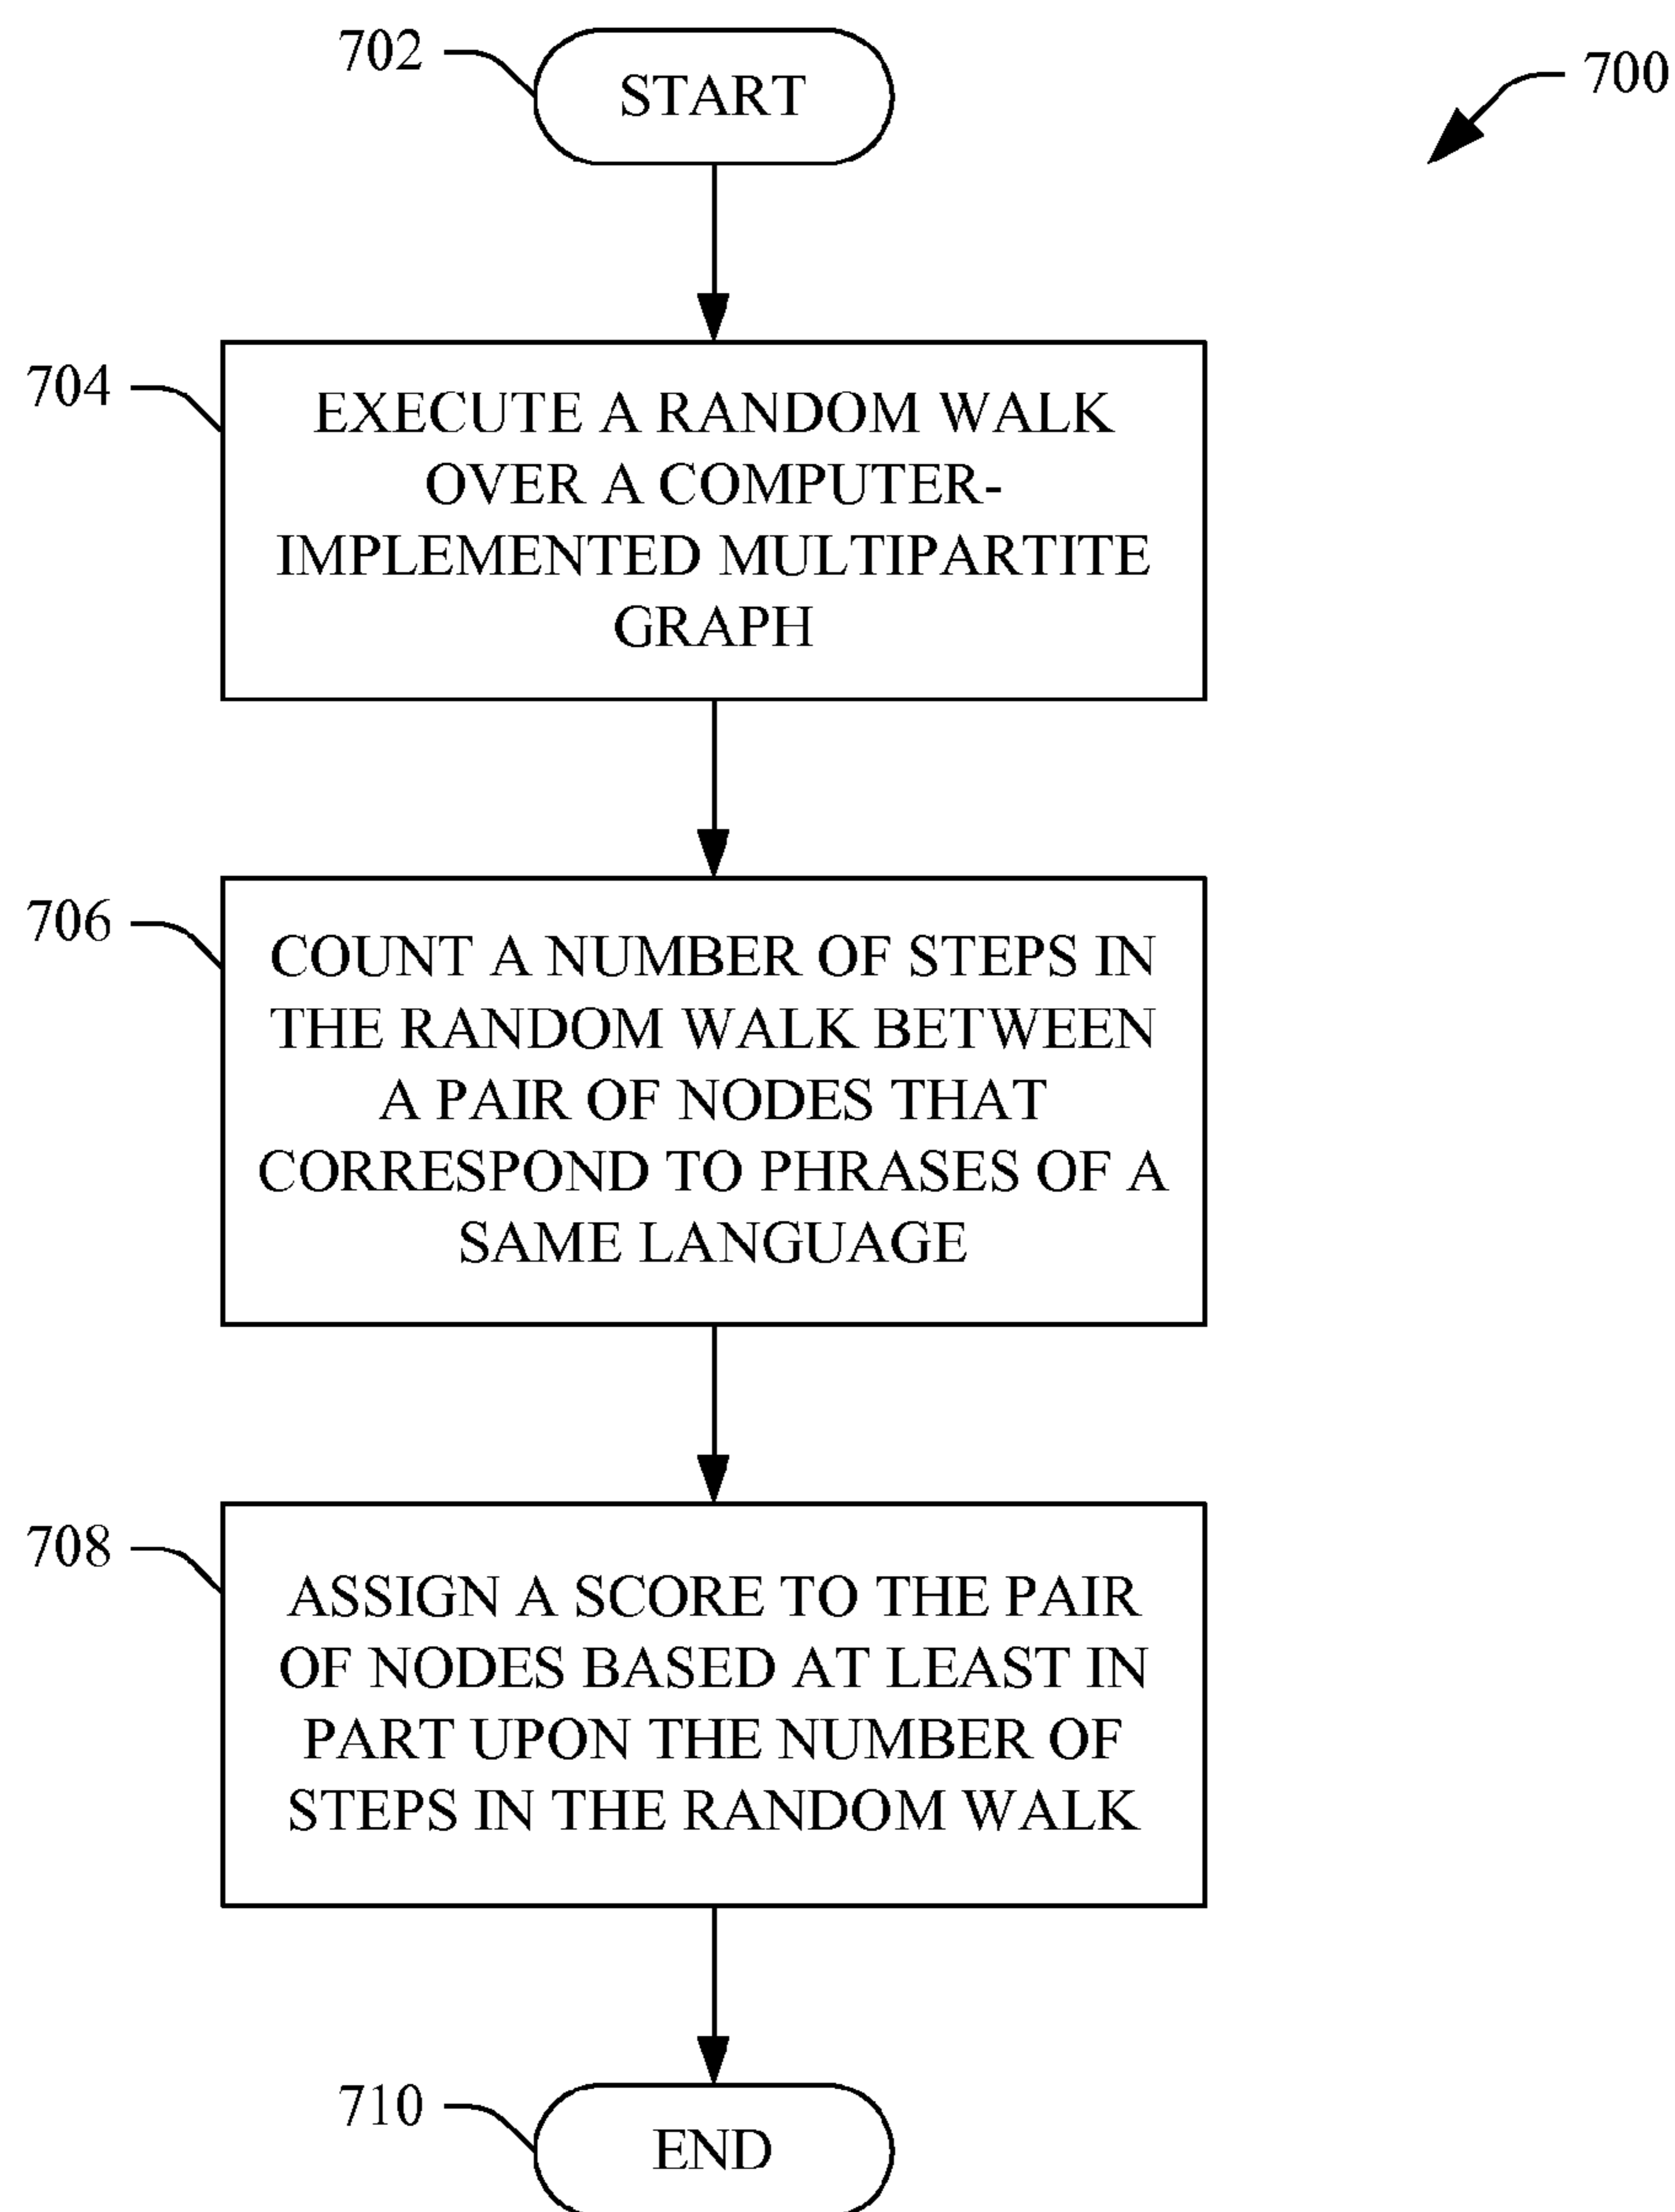 702
START
700
704
EXECUTE A RANDOM WALK
OVER A COMPUTER-
IMPLEMENTED MULTIPARTITE
GRAPH
706
COUNT A NUMBER OF STEPS IN
THE RANDOM WALK BETWEEN
A PAIR OF NODES THAT
CORRESPOND TO PHRASES OF A
SAME LANGUAGE
708
ASSIGN A SCORE TO THE PAIR
OF NODES BASED AT LEAST IN
PART UPON THE NUMBER OF
STEPS IN THE RANDOM WALK
710
END